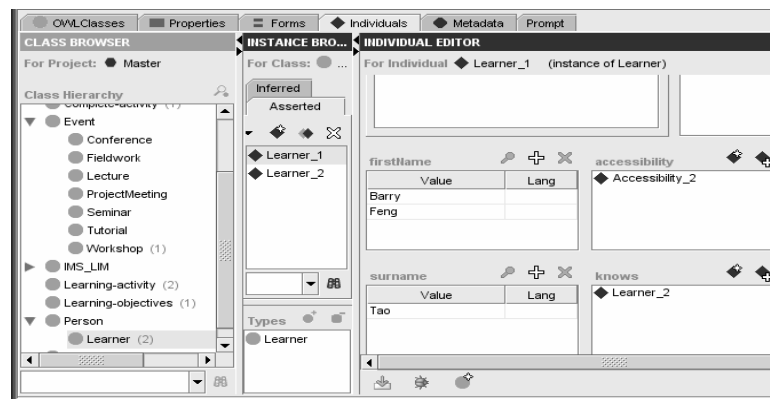 OWLClasses Properties Forms Individuals Metadata Prompt
CLASS BROWSER
For Project: Master
Class Hierarchy
Complete-activity (1)
Event
Conference
Fieldwork
Lecture
ProjectMeeting
Seminar
Tutorial
Workshop (1)
IMS_LIM
Learning-activity (2)
Learning-objectives (1)
Person
Learner (2)
INSTANCE BRO...
For Class: ...
Inferred
Asserted
Learner_1
Learner_2
Types
Learner
INDIVIDUAL EDITOR
For Individual Learner_1 (instance of Learner)
firstName
Value Lang
Barry
Feng
accessibility
Accessibility_2
surname
Value Lang
Tao
knows
Learner_2